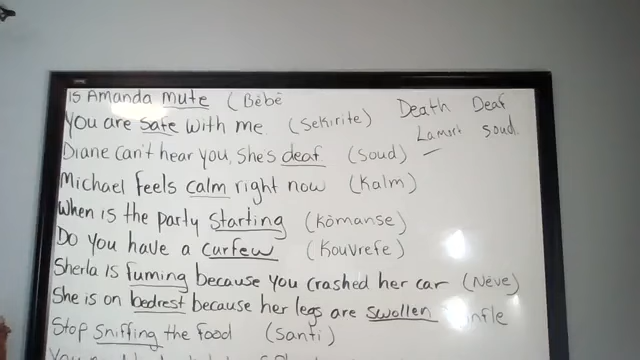 Is Amanda mute (Bèbè
You are safe with me. (Sekirite)
Death Deaf
Lamort soud
Diane can't hear you, she's deaf (Soud)
Michael feels calm right now (Kalm)
When is the party starting (Kòmanse)
Do you have a curfew (Kouvrefe)
Sherla is fuming because you crashed her car (Nève)
She is on bedrest because her legs are swollen enfle
Stop sniffing the food (Santi)